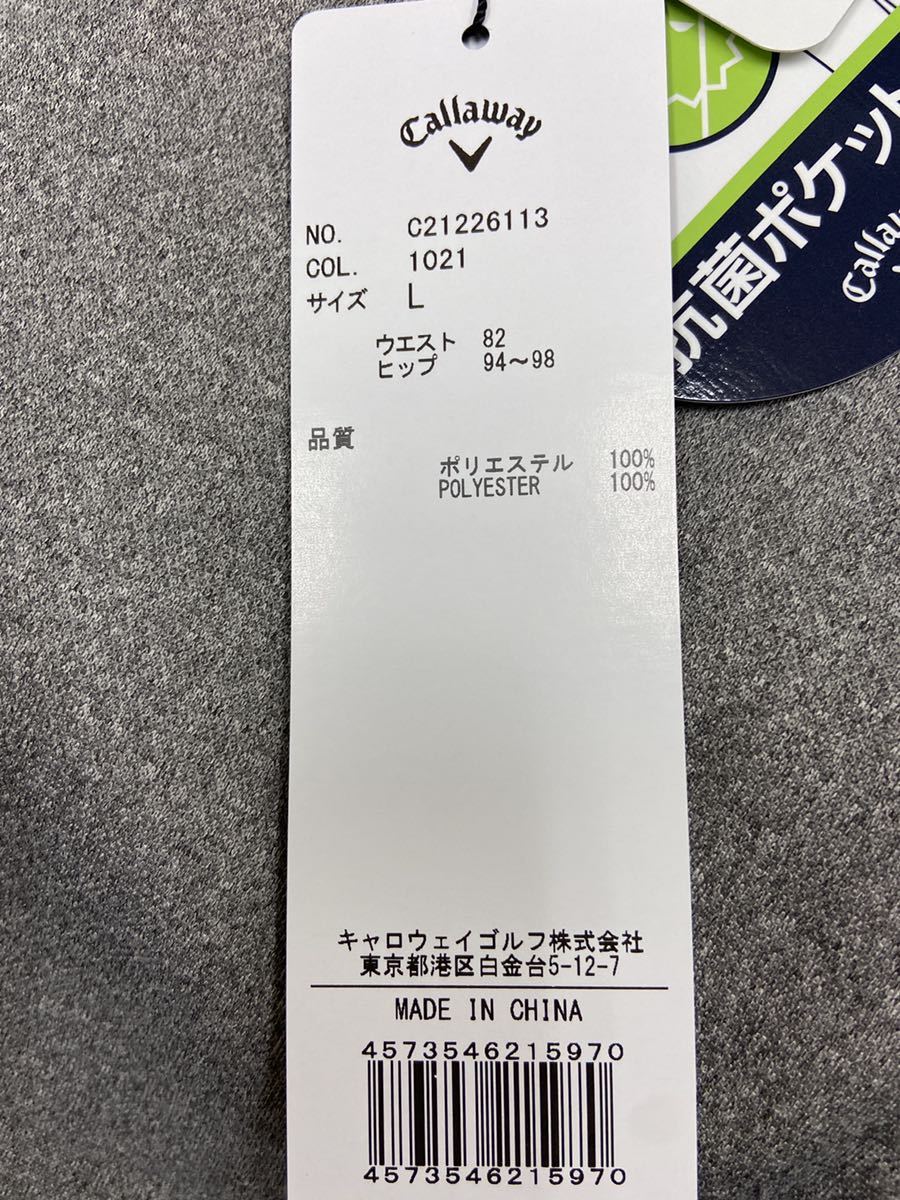 Callaway
NO. C21226113
COL. 1021
サイズ L
ウエスト 82
ヒップ 94～98
品質
ポリエステル 100%
POLYESTER 100%
キャロウェイゴルフ株式会社
東京都港区白金台5-12-7
MADE IN CHINA
4573546215970
4573546215970
抗菌ポケット
Callaway